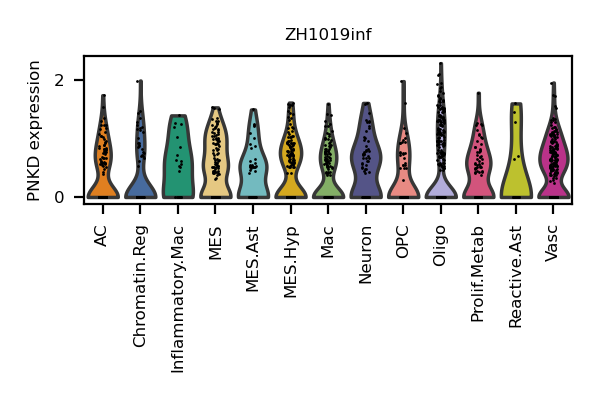 ZH1019inf
PNKD expression
2
0
AC
Chromatin.Reg
Inflammatory.Mac
MES
MES.Ast
MES.Hyp
Mac
Neuron
OPC
Oligo
Prolif.Metab
Reactive.Ast
Vasc